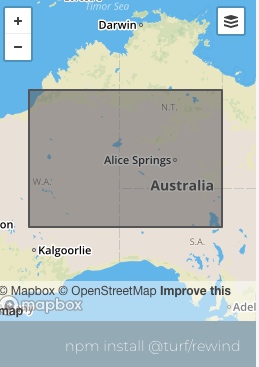 Timor Sea
+
Darwin
−
N.T.
Alice Springs
W.A.
Australia
on
S.A.
Kalgoorlie
© Mapbox © OpenStreetMap Improve this
map
mapbox
Adel
npm install @turf/rewind